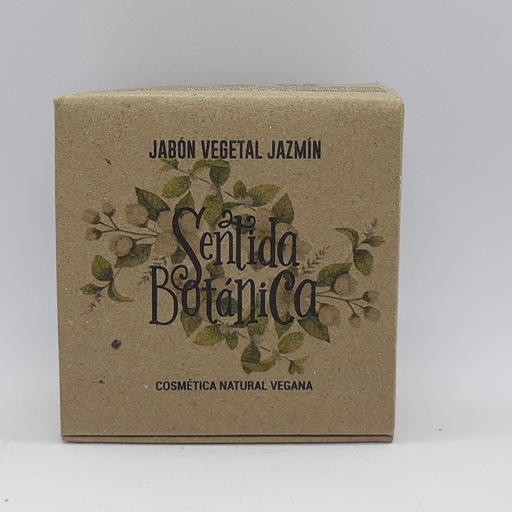 JABÓN VEGETAL JAZMÍN
Sentida
Botánica
COSMÉTICA NATURAL VEGANA